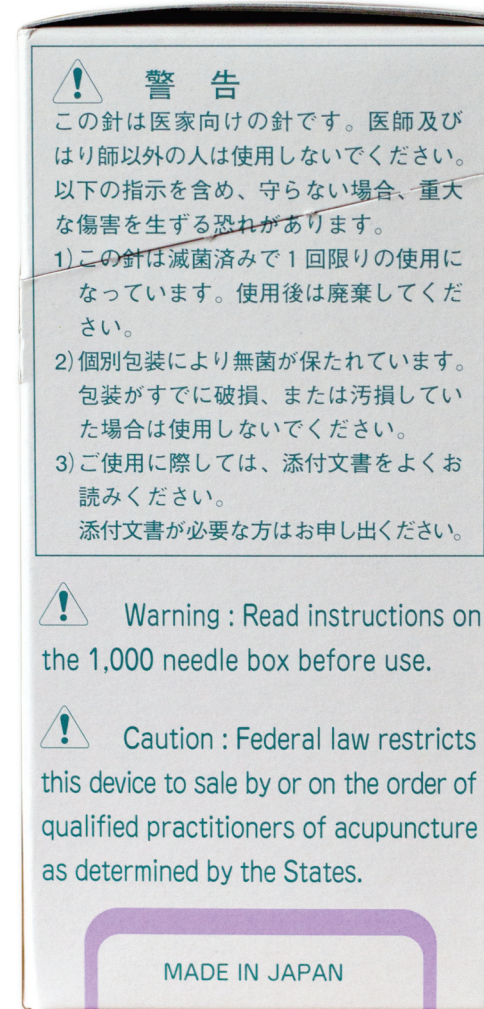 警 告
この針は医家向けの針です。医師及び
はり師以外の人は使用しないでください。
以下の指示を含め、守らない場合、重大
な傷害を生ずる恐れがあります。
1)この針は滅菌済みで1回限りの使用に
なっています。使用後は廃棄してくだ
さい。
2)個別包装により無菌が保たれています。
包装がすでに破損、または汚損してい
た場合は使用しないでください。
3)ご使用に際しては、添付文書をよくお
読みください。
添付文書が必要な方はお申し出ください。
Warning : Read instructions on
the 1,000 needle box before use.
Caution : Federal law restricts
this device to sale by or on the order of
qualified practitioners of acupuncture
as determined by the States.
MADE IN JAPAN